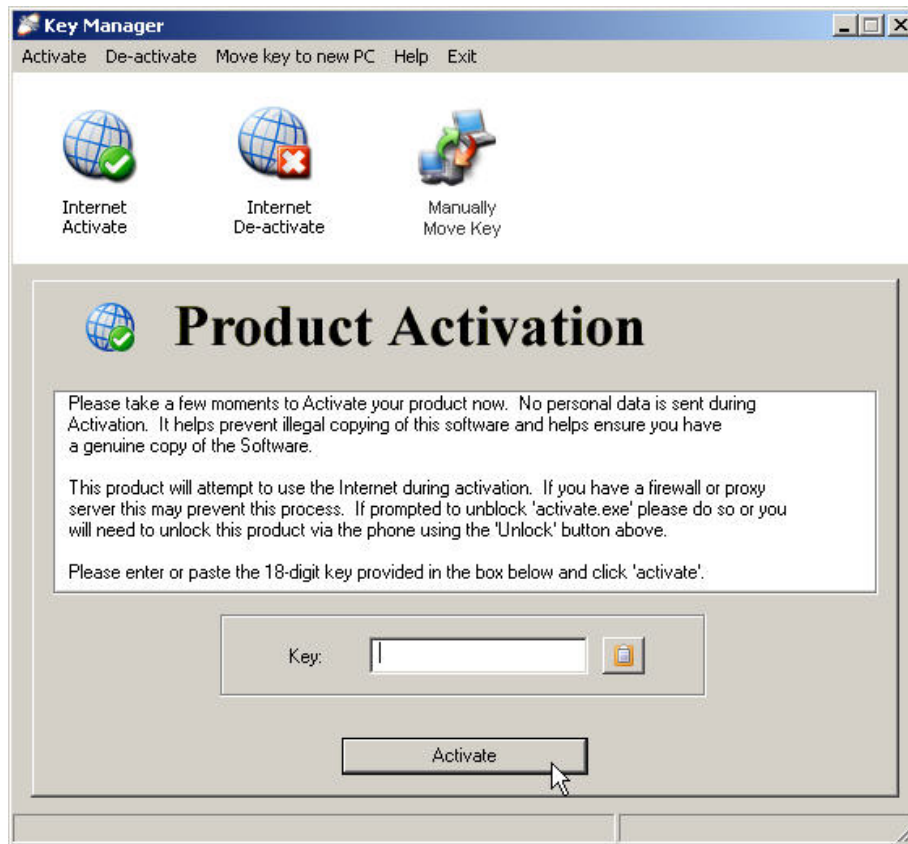 Key Manager
Activate De-activate Move key to new PC Help Exit
Internet
Activate
Internet
De-activate
Manually
Move Key
Product Activation
Please take a few moments to Activate your product now. No personal data is sent during
Activation. It helps prevent illegal copying of this software and helps ensure you have
a genuine copy of the Software.
This product will attempt to use the Internet during activation. If you have a firewall or proxy
server this may prevent this process. If prompted to unblock 'activate.exe' please do so or you
will need to unlock this product via the phone using the 'Unlock' button above.
Please enter or paste the 18-digit key provided in the box below and click 'activate'.
Key:
Activate